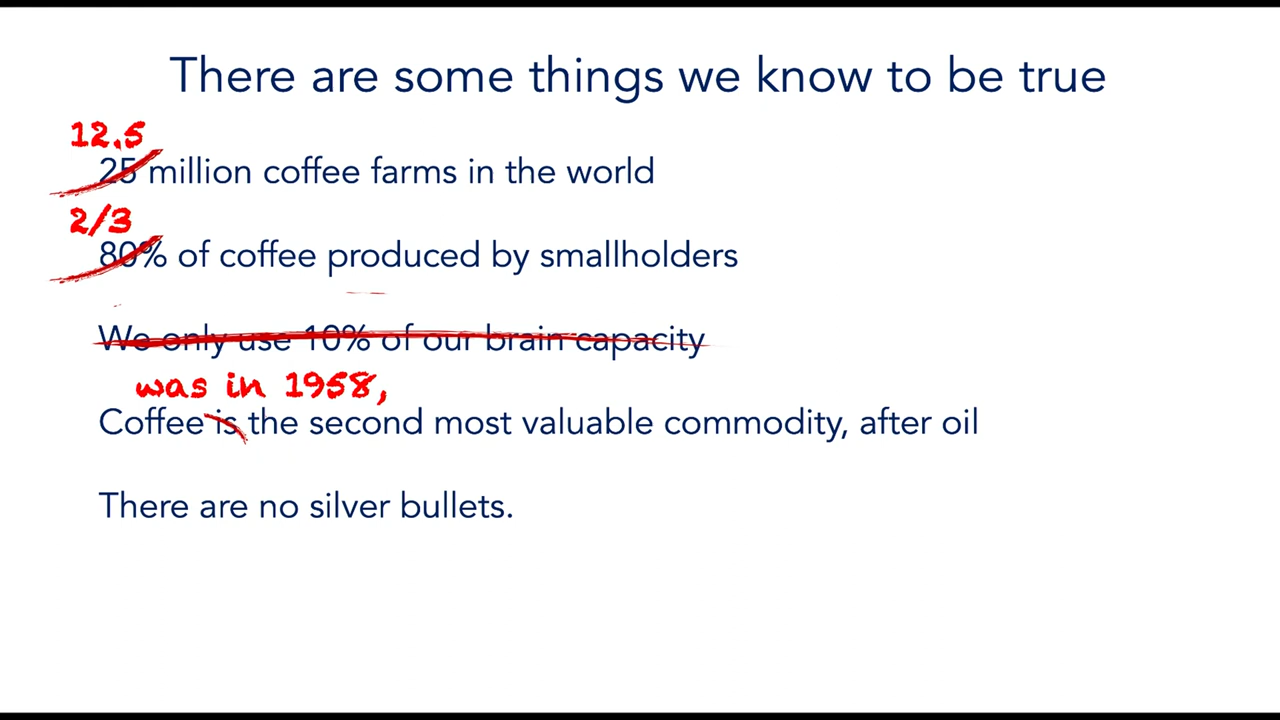 There are some things we know to be true
12.5
25 million coffee farms in the world
2/3
80% of coffee produced by smallholders
We only use 10% of our brain capacity
was in 1958,
Coffee is the second most valuable commodity, after oil
There are no silver bullets.